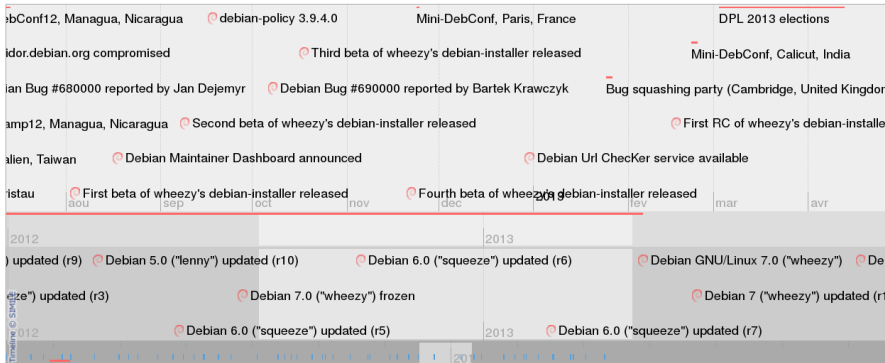 ebConf12, Managua, Nicaragua debian-policy 3.9.4.0 Mini-DebConf, Paris, France DPL 2013 elections
idor.debian.org compromised Third beta of wheezy's debian-installer released Mini-DebConf, Calicut, India
ian Bug #680000 reported by Jan Dejemyr Debian Bug #690000 reported by Bartek Krawczyk Bug squashing party (Cambridge, United Kingdor
amp12, Managua, Nicaragua Second beta of wheezy's debian-installer released First RC of wheezy's debian-installe
alien, Taiwan Debian Maintainer Dashboard announced Debian Url ChecKer service available
ristau First beta of wheezy's debian-installer released Fourth beta of wheezy's debian-installer released
2013
aou sep oct nov dec fev mar avr
2012 2013
) updated (r9) Debian 5.0 ("lenny") updated (r10) Debian 6.0 ("squeeze") updated (r6) Debian GNU/Linux 7.0 ("wheezy") De
eze") updated (r3) Debian 7.0 ("wheezy") frozen Debian 7 ("wheezy") updated (r1
Debian 6.0 ("squeeze") updated (r5) Debian 6.0 ("squeeze") updated (r7)
2012 2013
Timeline © SIMILE
201